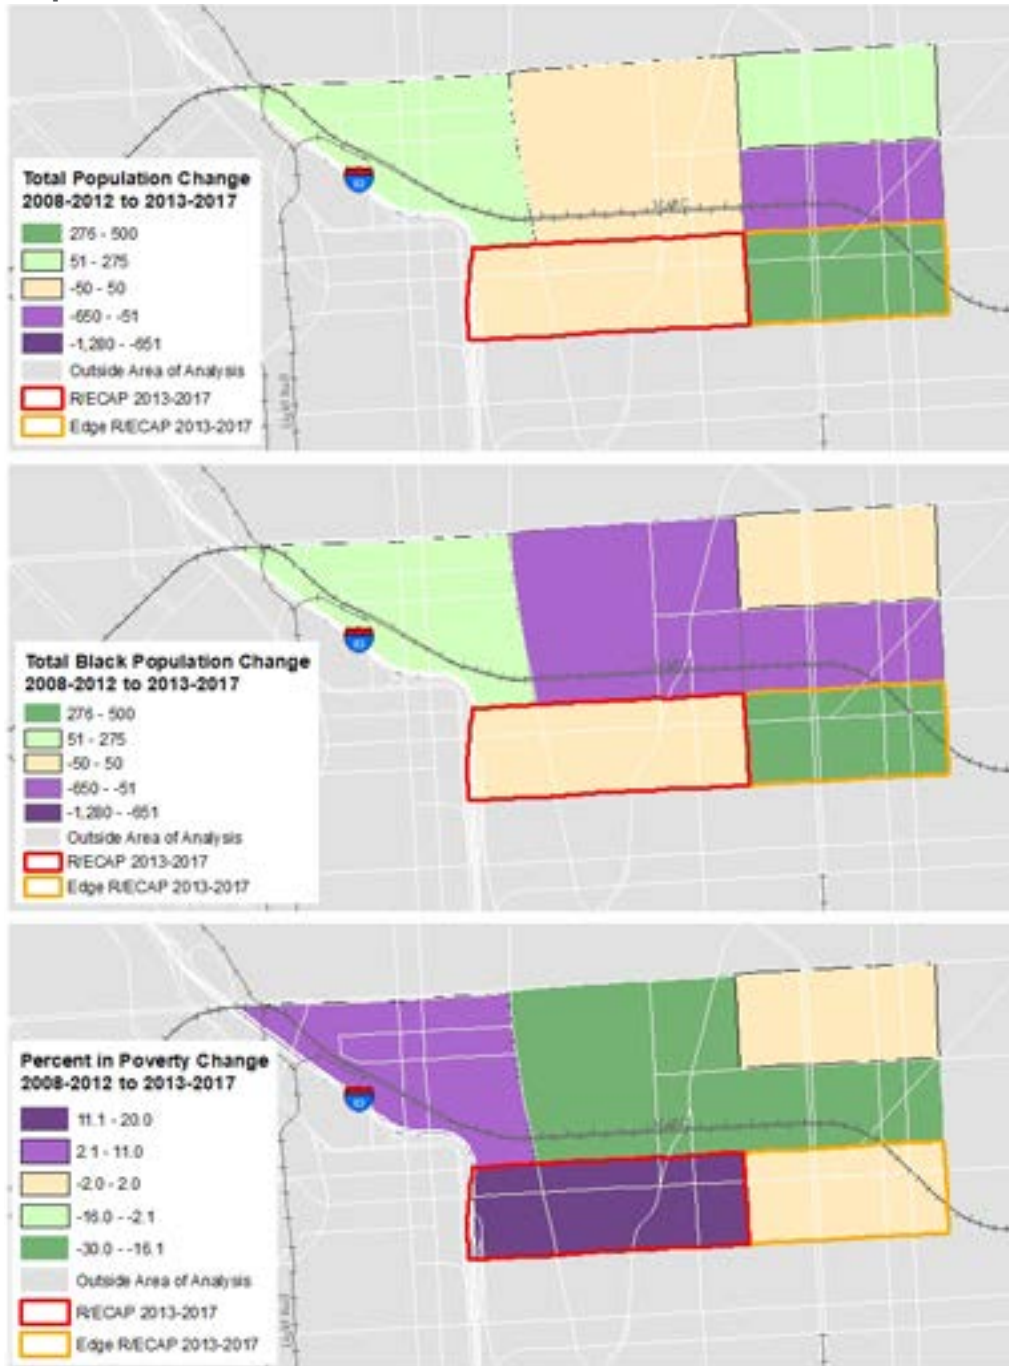 Total Population Change
2008-2012 to 2013-2017
276 - 500
51 - 275
-50 - 50
-650 - -51
-1,280 - -651
Outside Area of Analysis
R/ECAP 2013-2017
Edge R/ECAP 2013-2017
Total Black Population Change
2008-2012 to 2013-2017
276 - 500
51 - 275
-50 - 50
-650 - -51
-1,280 - -651
Outside Area of Analysis
R/ECAP 2013-2017
Edge R/ECAP 2013-2017
Percent in Poverty Change
2008-2012 to 2013-2017
11.1 - 20.0
2.1 - 11.0
-2.0 - 2.0
-16.0 - -2.1
-30.0 - -16.1
Outside Area of Analysis
R/ECAP 2013-2017
Edge R/ECAP 2013-2017